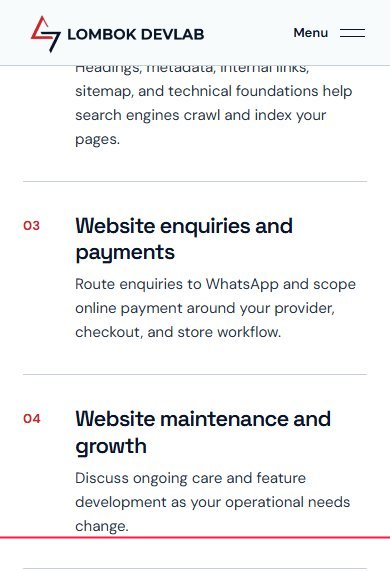 LOMBOK DEVLAB
Menu
Headings, metadata, internal links,
sitemap, and technical foundations help
search engines crawl and index your
pages.
03
Website enquiries and
payments
Route enquiries to WhatsApp and scope
online payment around your provider,
checkout, and store workflow.
04
Website maintenance and
growth
Discuss ongoing care and feature
development as your operational needs
change.